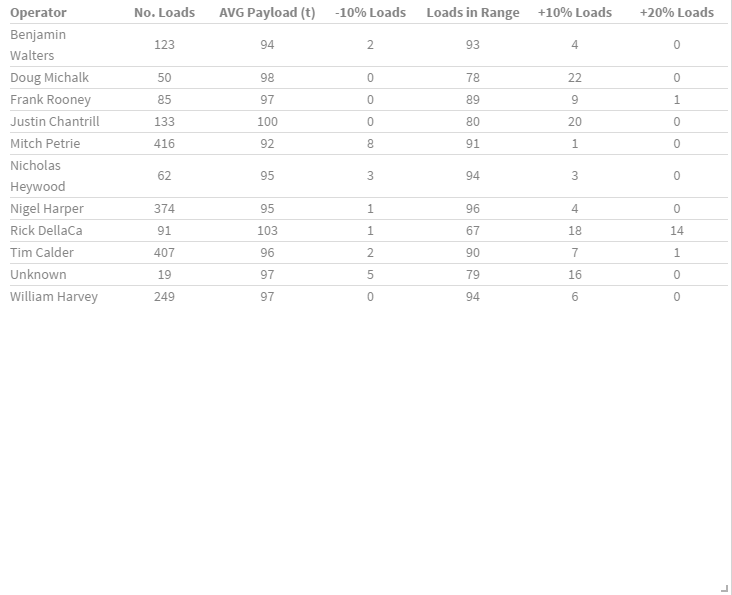 Operator No. Loads AVG Payload (t) -10% Loads Loads in Range +10% Loads +20% Loads
Benjamin
Walters 123 94 2 93 4 0
Doug Michalk 50 98 0 78 22 0
Frank Rooney 85 97 0 89 9 1
Justin Chantrill 133 100 0 80 20 0
Mitch Petrie 416 92 8 91 1 0
Nicholas
Heywood 62 95 3 94 3 0
Nigel Harper 374 95 1 96 4 0
Rick DellaCa 91 103 1 67 18 14
Tim Calder 407 96 2 90 7 1
Unknown 19 97 5 79 16 0
William Harvey 249 97 0 94 6 0